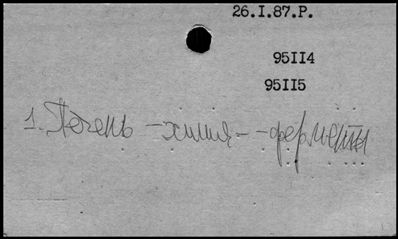 26.I.87.Р.
95II4
95II5
1. Печень – химия – – ферменты